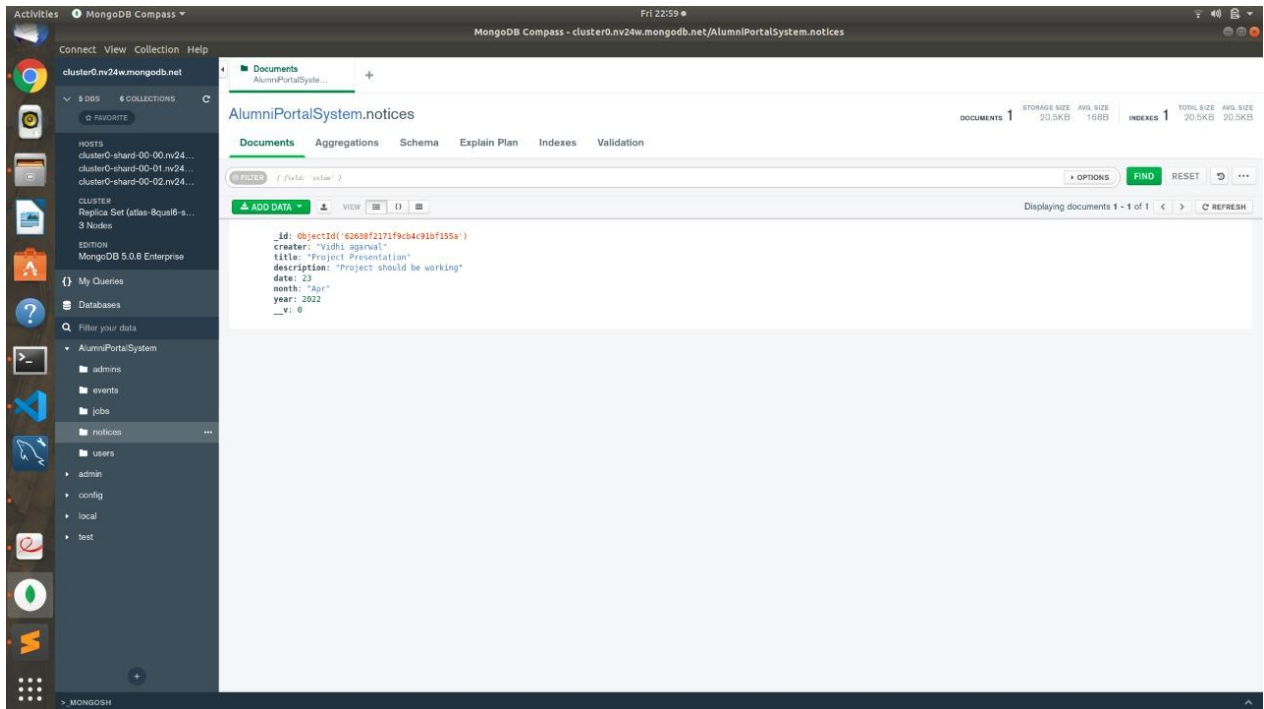 Activities MongoDB Compass Fri 22:59
MongoDB Compass - cluster0.nv24w.mongodb.net/AlumniPortalSystem.notices
Connect View Collection Help
cluster0.nv24w.mongodb.net
5 DBS 6 COLLECTIONS
FAVORITE
HOSTS
cluster0-shard-00-00.nv24...
cluster0-shard-00-01.nv24...
cluster0-shard-00-02.nv24...
CLUSTER
Replica Set (atlas-8qusl6-s...
3 Nodes
EDITION
MongoDB 5.0.8 Enterprise
{} My Queries
Databases
Filter your data
AlumniPortalSystem
admins
events
jobs
notices
users
admin
config
local
test
Documents
AlumniPortalSyste...
AlumniPortalSystem.notices
DOCUMENTS 1 STORAGE SIZE 20.5KB AVG. SIZE 168B INDEXES 1 TOTAL SIZE 20.5KB AVG. SIZE 20.5KB
Documents Aggregations Schema Explain Plan Indexes Validation
FILTER { field: 'value' } OPTIONS FIND RESET
ADD DATA VIEW {} Displaying documents 1 - 1 of 1 < > REFRESH
_id: ObjectId('62638f2171f9cb4c91bf155a')
creater: "Vidhi agarwal"
title: "Project Presentation"
description: "Project should be working"
date: 23
month: "Apr"
year: 2022
__v: 0
>_MONGOSH